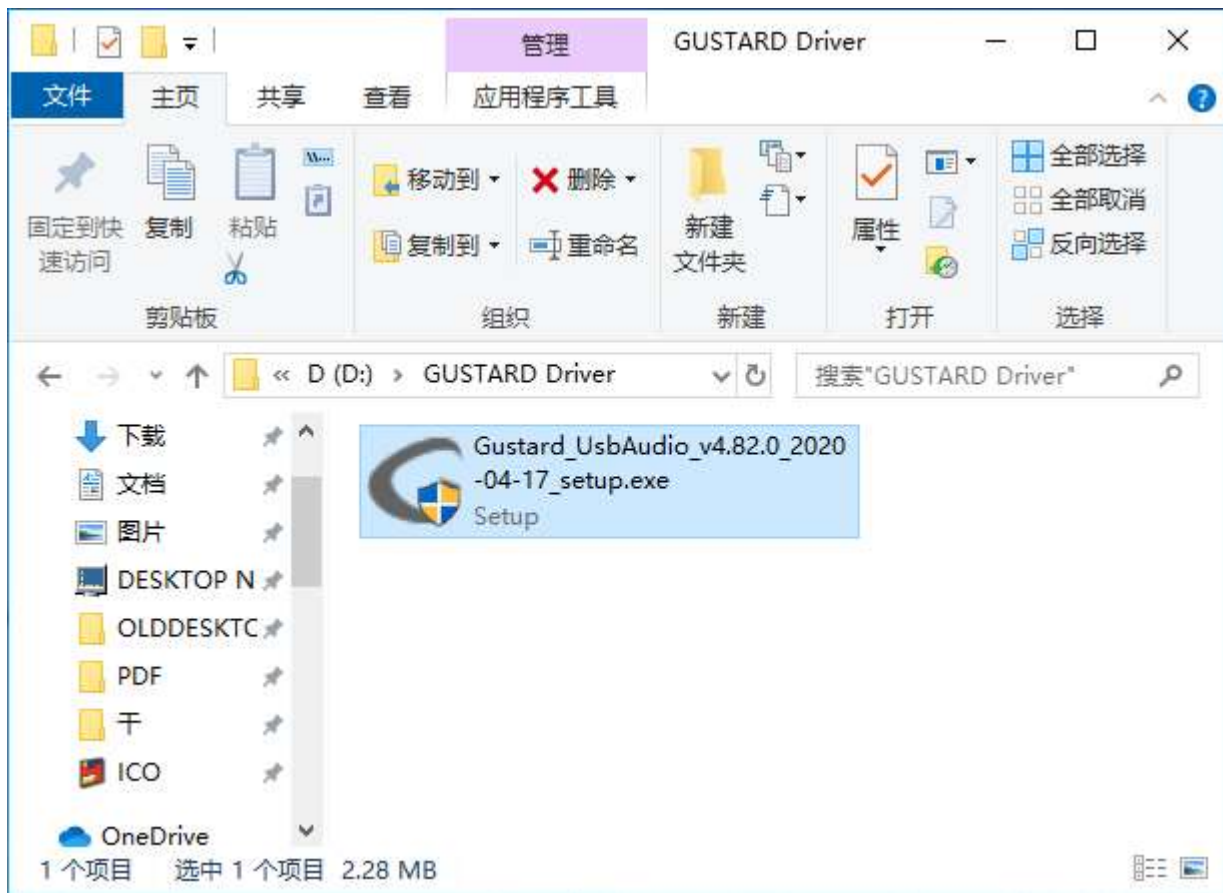 管理
GUSTARD Driver
文件
主页
共享
查看
应用程序工具
固定到快
速访问
复制
粘贴
剪贴板
移动到
复制到
删除
重命名
组织
新建
文件夹
新建
属性
打开
全部选择
全部取消
反向选择
选择
« D (D:) › GUSTARD Driver
搜索"GUSTARD Driver"
下载
文档
图片
DESKTOP N
OLDDESKTC
PDF
干
ICO
OneDrive
Gustard_UsbAudio_v4.82.0_2020
-04-17_setup.exe
Setup
1 个项目 选中 1 个项目 2.28 MB